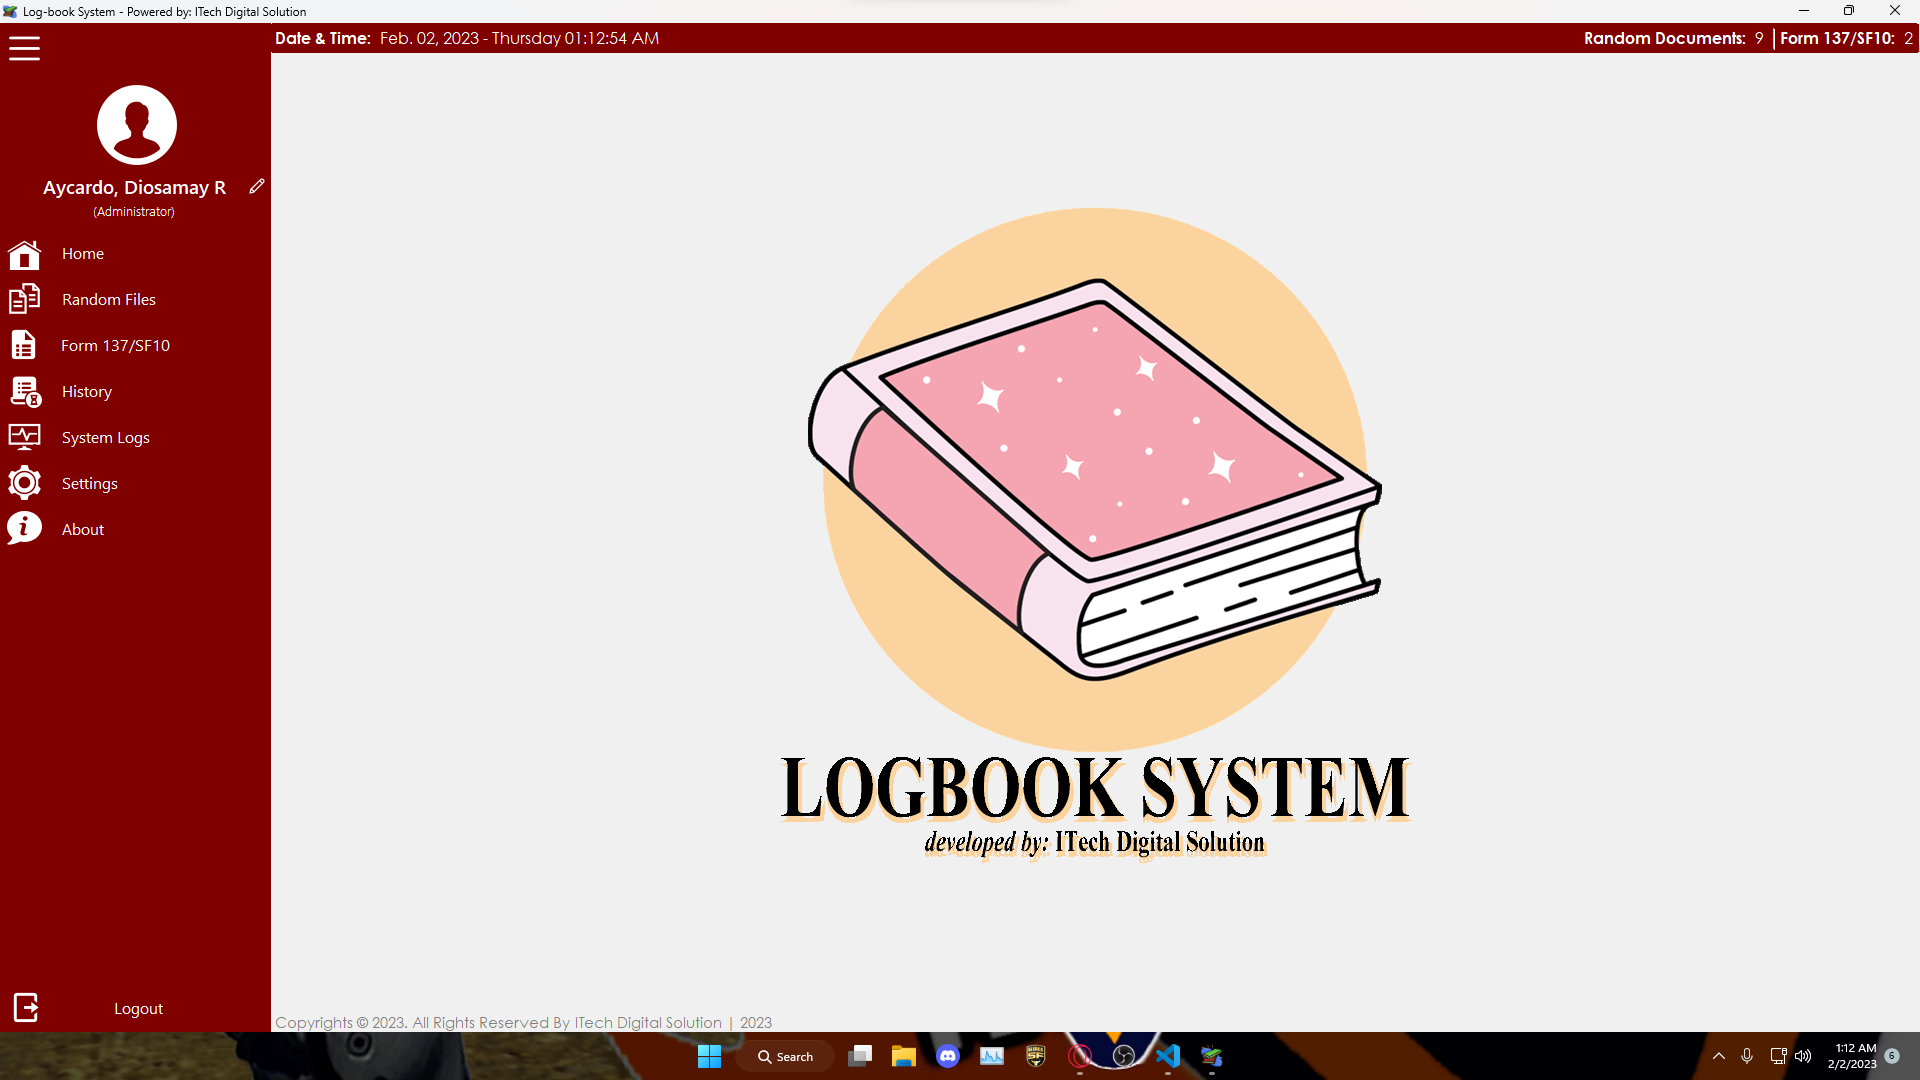 Log-book System - Powered by: ITech Digital Solution
Date & Time: Feb. 02, 2023 - Thursday 01:12:54 AM
Random Documents: 9 | Form 137/SF10: 2
Aycardo, Diosamay R
(Administrator)
Home
Random Files
Form 137/SF10
History
System Logs
Settings
About
Logout
LOGBOOK SYSTEM
developed by: ITech Digital Solution
Copyrights © 2023. All Rights Reserved By ITech Digital Solution | 2023
Search
SF
1:12 AM
2/2/2023
6